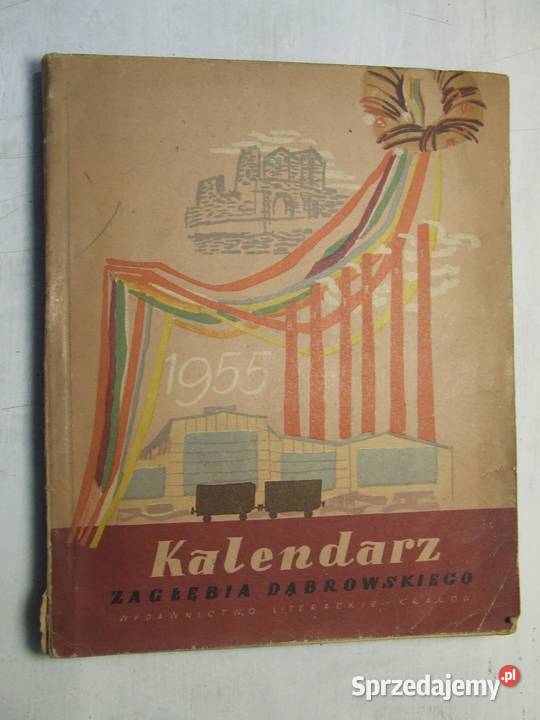 1955
Kalendarz
ZAGŁĘBIA DĄBROWSKIEGO
WYDAWNICTWO LITERACKIE KRAKÓW
Sprzedajemy.pl